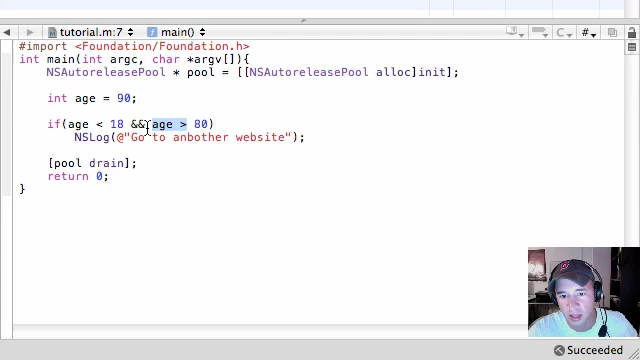 tutorial.m:7 main()
#import <Foundation/Foundation.h>
int main(int argc, char *argv[]){
NSAutoreleasePool * pool = [[NSAutoreleasePool alloc]init];
int age = 90;
if(age < 18 && age > 80)
NSLog(@"Go to anbother website");
[pool drain];
return 0;
}
Succeeded